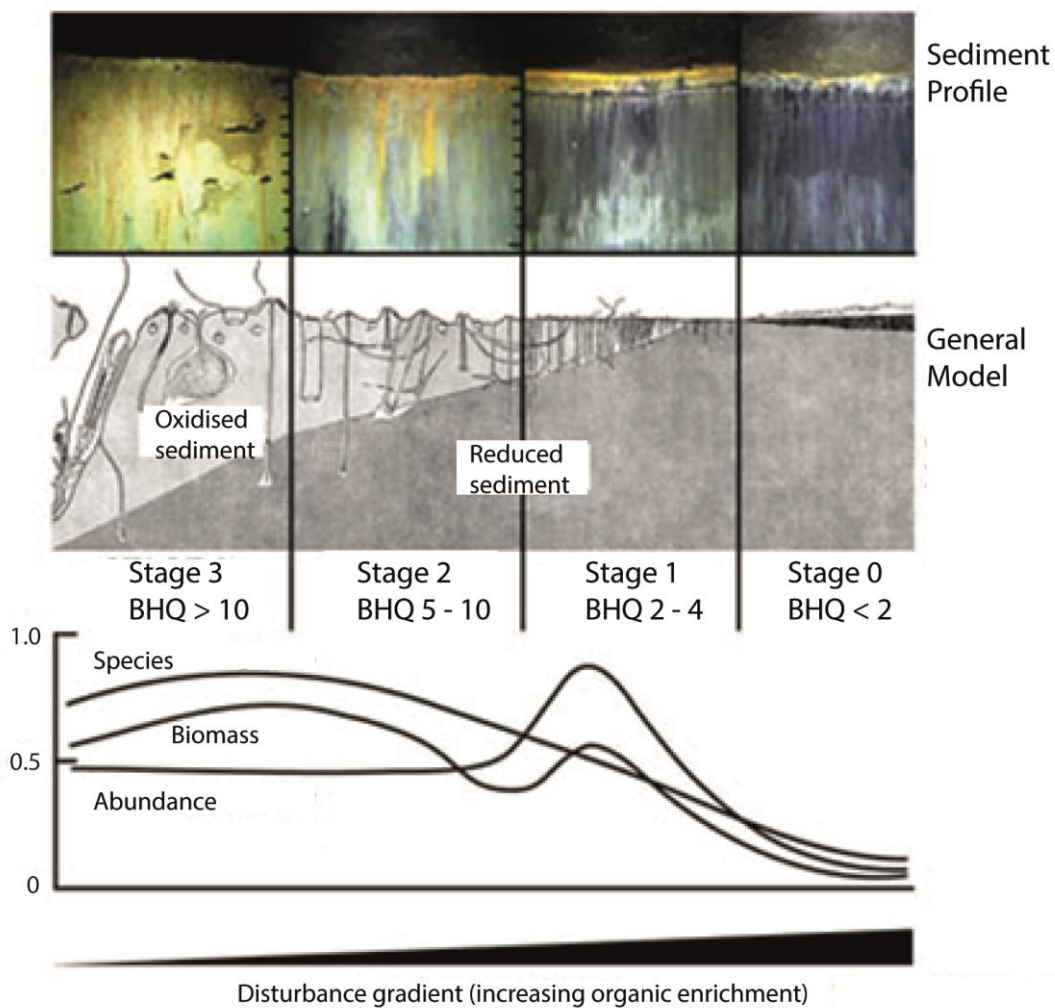 Sediment
Profile
General
Model
Oxidised
sediment
Reduced
sediment
Stage 3
BHQ > 10
Stage 2
BHQ 5 - 10
Stage 1
BHQ 2 - 4
Stage 0
BHQ < 2
1.0
Species
Biomass
0.5
Abundance
0
Disturbance gradient (increasing organic enrichment)